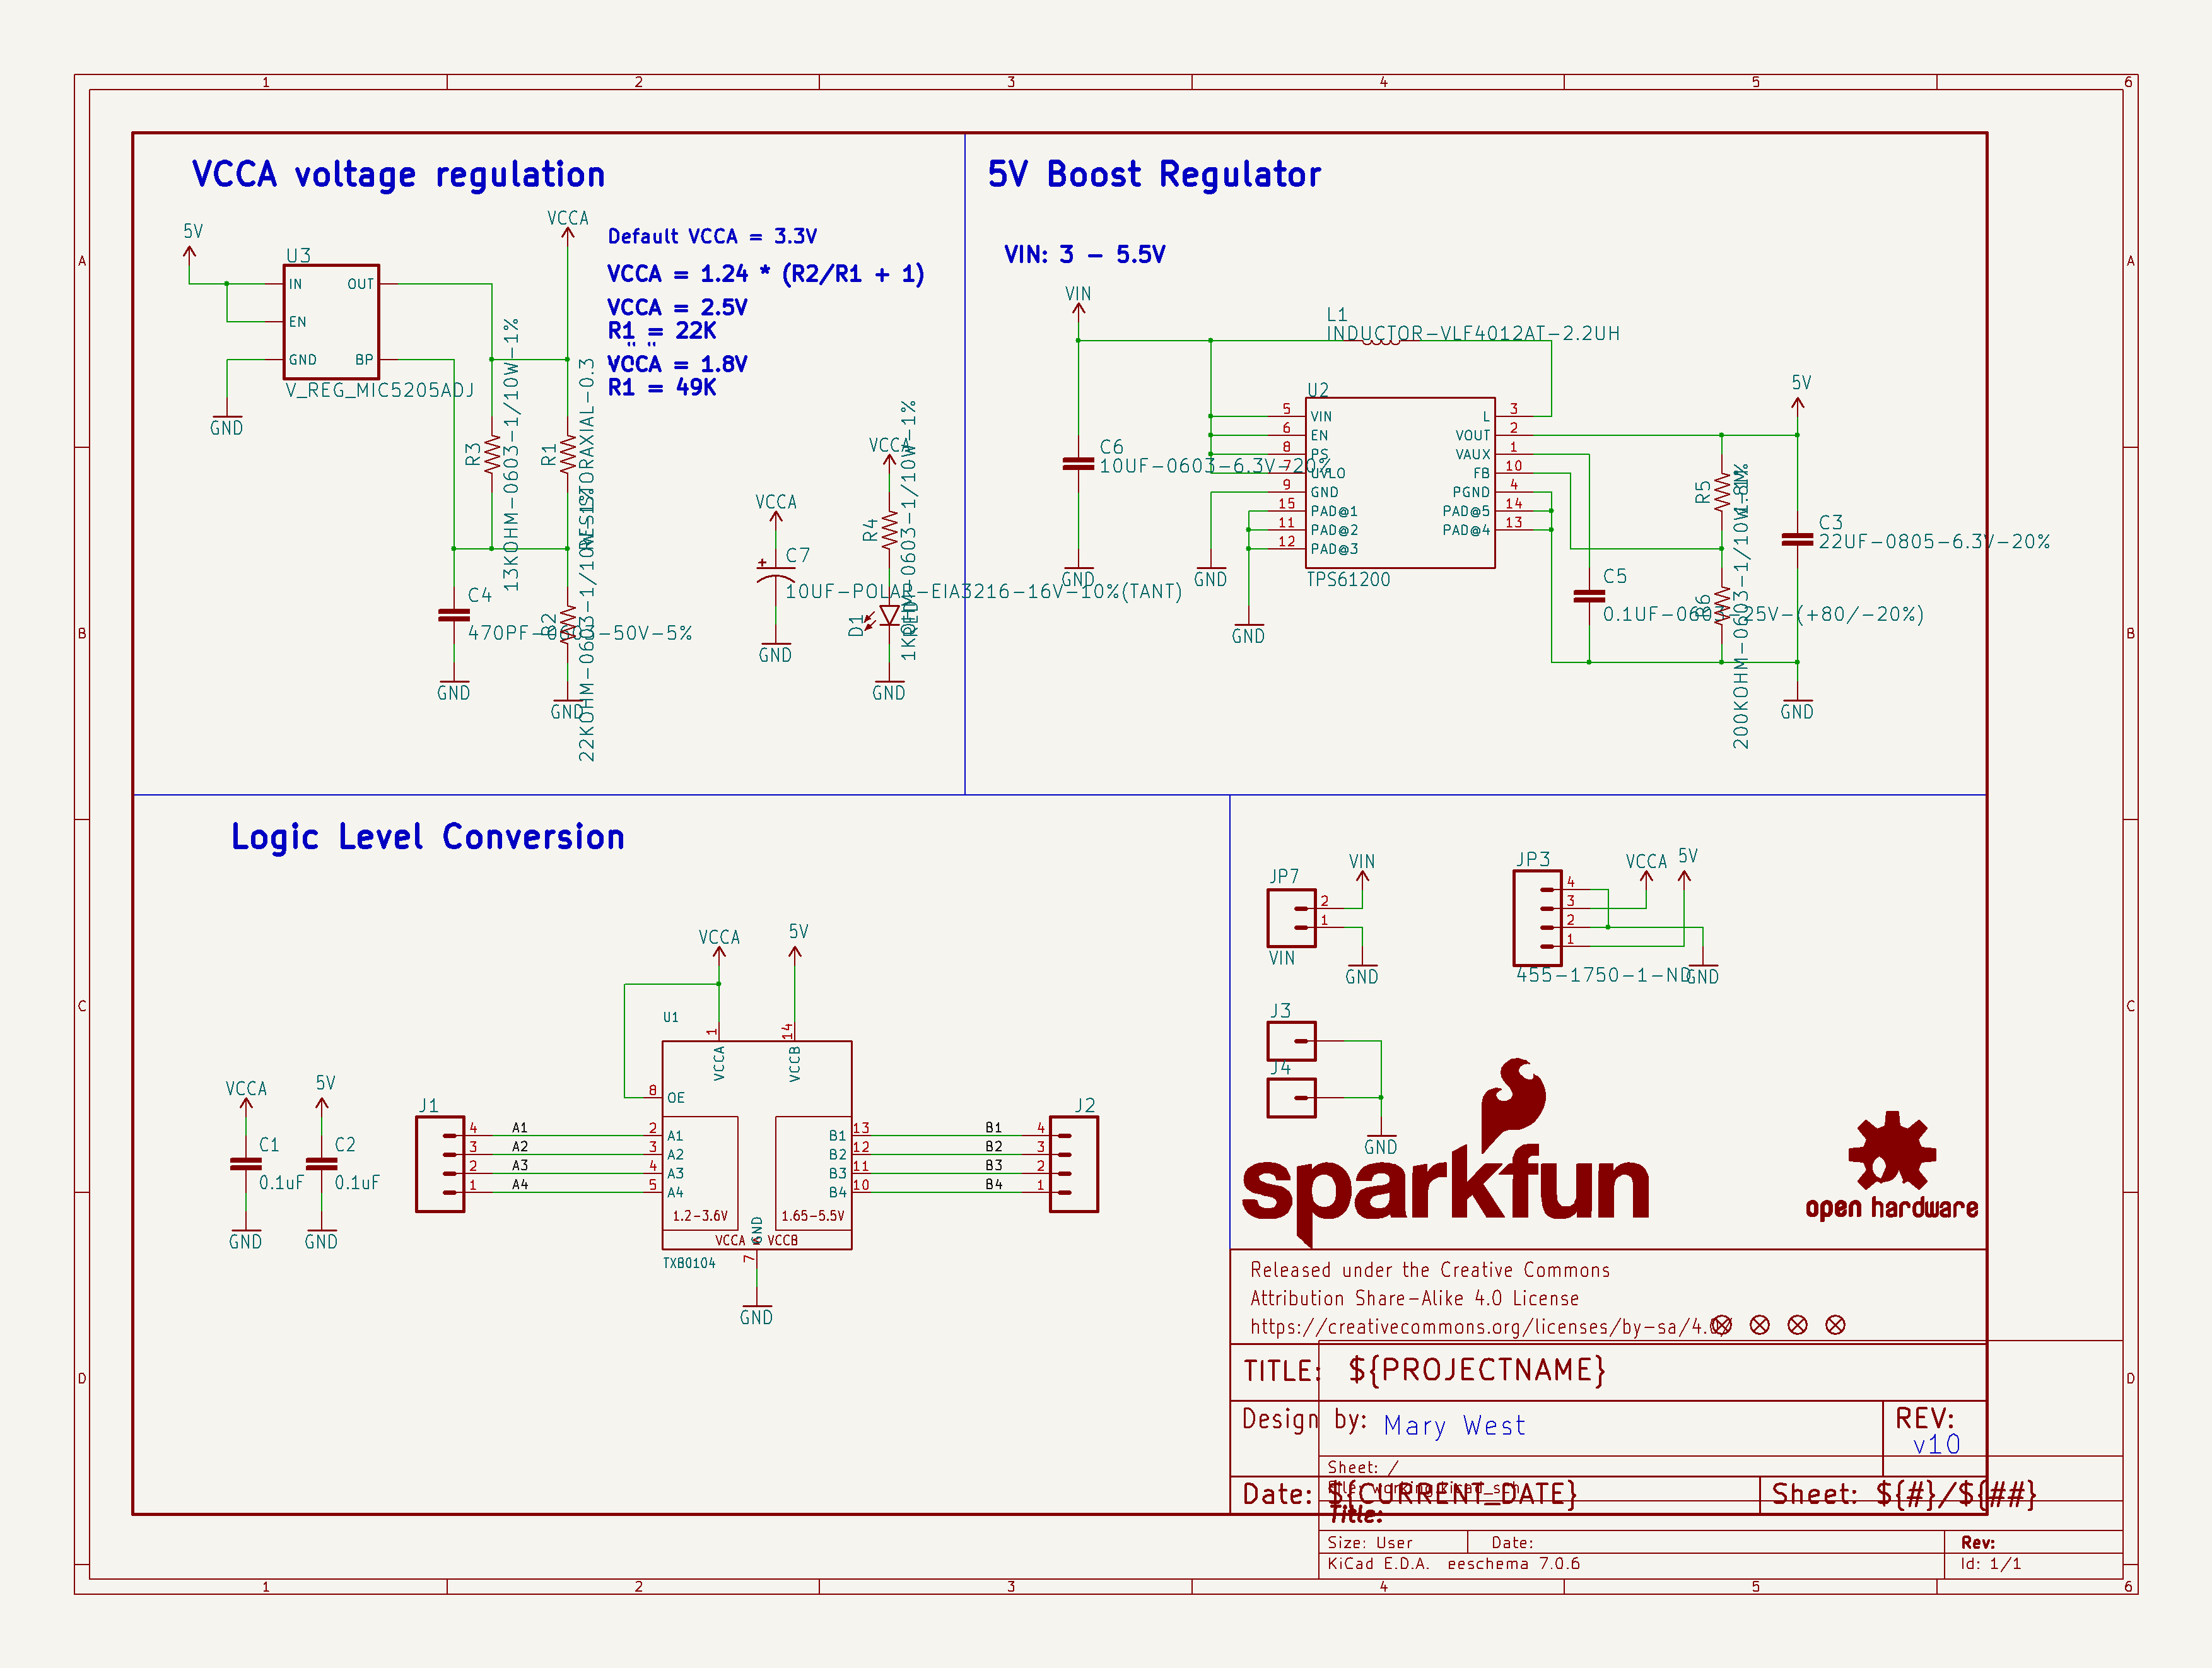 1 2 3 4 5 6
A
B
C
D
A
B
C
D
VCCA voltage regulation
5V
U3
IN
EN
GND
OUT
BP
V_REG_MIC5205ADJ
GND
VCCA
Default VCCA = 3.3V
VCCA = 1.24 * (R2/R1 + 1)
VCCA = 2.5V
R1 = 22K
VCCA = 1.8V
R1 = 49K
R3
13KOHM-0603-1/10W-1%
R1
RESISTORAXIAL-0.3
R2
22KOHM-0603-1/10W-1%
C4
470PF-0603-50V-5%
GND
GND
VCCA
C7
10UF-POLAR-EIA3216-16V-10%(TANT)
GND
VCCA
R4
1KOHM-0603-1/10W-1%
D1
RED
GND
5V Boost Regulator
VIN: 3 - 5.5V
VIN
L1
INDUCTOR-VLF4012AT-2.2UH
C6
10UF-0603-6.3V-20%
GND
GND
GND
U2
5 VIN
6 EN
8 PS
7 UVLO
9 GND
15 PAD@1
11 PAD@2
12 PAD@3
L 3
VOUT 2
VAUX 1
FB 10
PGND 4
PAD@5 14
PAD@4 13
TPS61200
5V
R5
1.8M
R6
200KOHM-0603-1/10W-1%
C3
22UF-0805-6.3V-20%
C5
0.1UF-0603-25V-(+80/-20%)
GND
Logic Level Conversion
VCCA
5V
C1
0.1uF
C2
0.1uF
GND
GND
J1
4 A1
3 A2
2 A3
1 A4
VCCA
5V
U1
1 VCCA
14 VCCB
8 OE
2 A1
3 A2
4 A3
5 A4
B1 13
B2 12
B3 11
B4 10
1.2-3.6V
1.65-5.5V
GND
7
TXB0104
GND
J2
B1 4
B2 3
B3 2
B4 1
JP7
2
1
VIN
VIN
GND
JP3
4
3
2
1
455-1750-1-ND
VCCA
5V
GND
J3
J4
GND
sparkfun
open hardware
Released under the Creative Commons
Attribution Share-Alike 4.0 License
https://creativecommons.org/licenses/by-sa/4.0/
TITLE: ${PROJECTNAME}
Design by: Mary West
REV:
v10
Date: ${CURRENT_DATE}
Sheet: ${#}/${##}
Sheet: /
File: working.kicad_sch
Title:
Size: User
Date:
Rev:
KiCad E.D.A. eeschema 7.0.6
Id: 1/1
1 2 3 4 5 6